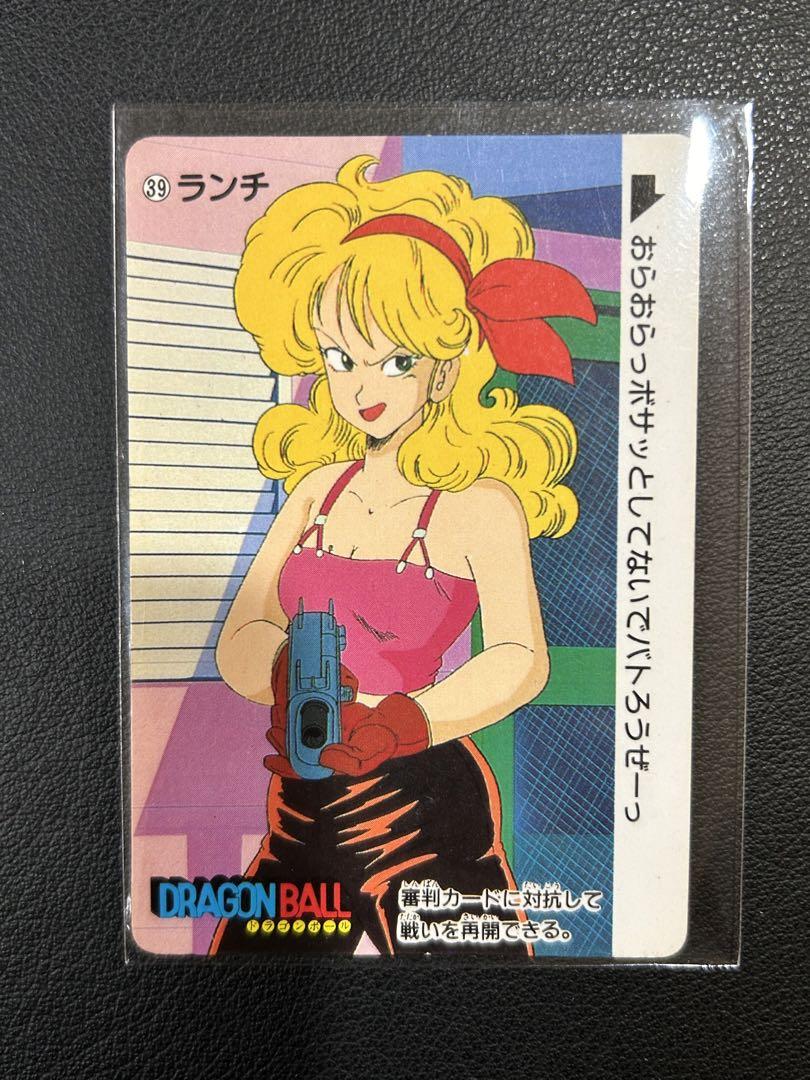 ㊴ ランチ
おらおらっボサッとしてないでバトろうぜーっ
DRAGON BALL
ドラゴンボール
審判カードに対抗して
戦いを再開できる。